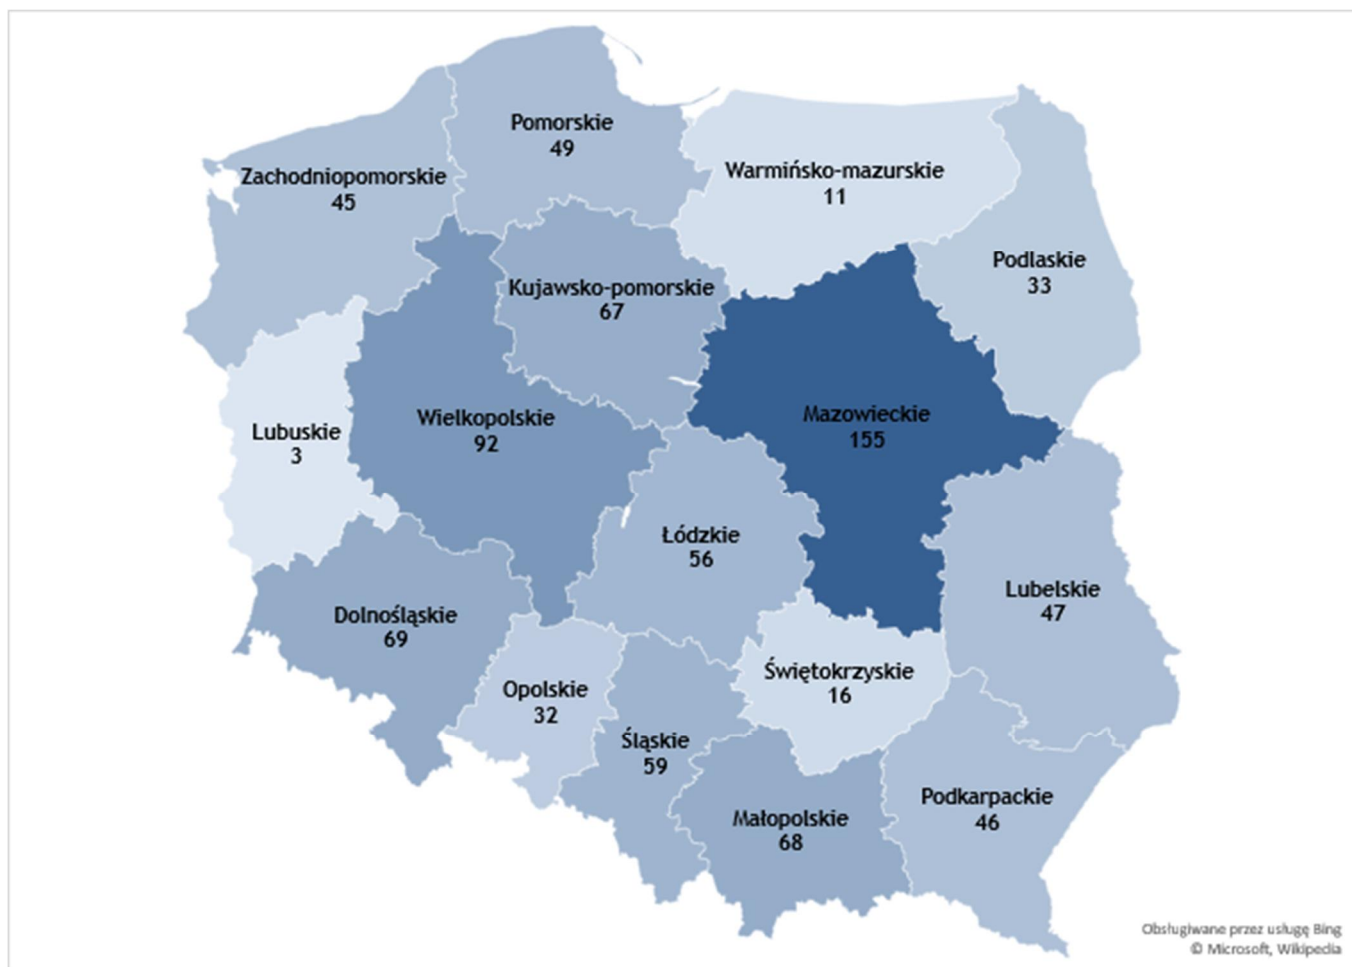 Pomorskie
49
Zachodniopomorskie
45
Warmińsko-mazurskie
11
Podlaskie
33
Kujawsko-pomorskie
67
Wielkopolskie
92
Mazowieckie
155
Lubuskie
3
Łódzkie
56
Lubelskie
47
Dolnośląskie
69
Świętokrzyskie
16
Opolskie
32
Śląskie
59
Podkarpackie
46
Małopolskie
68
Obsługiwane przez usługę Bing
© Microsoft, Wikipedia